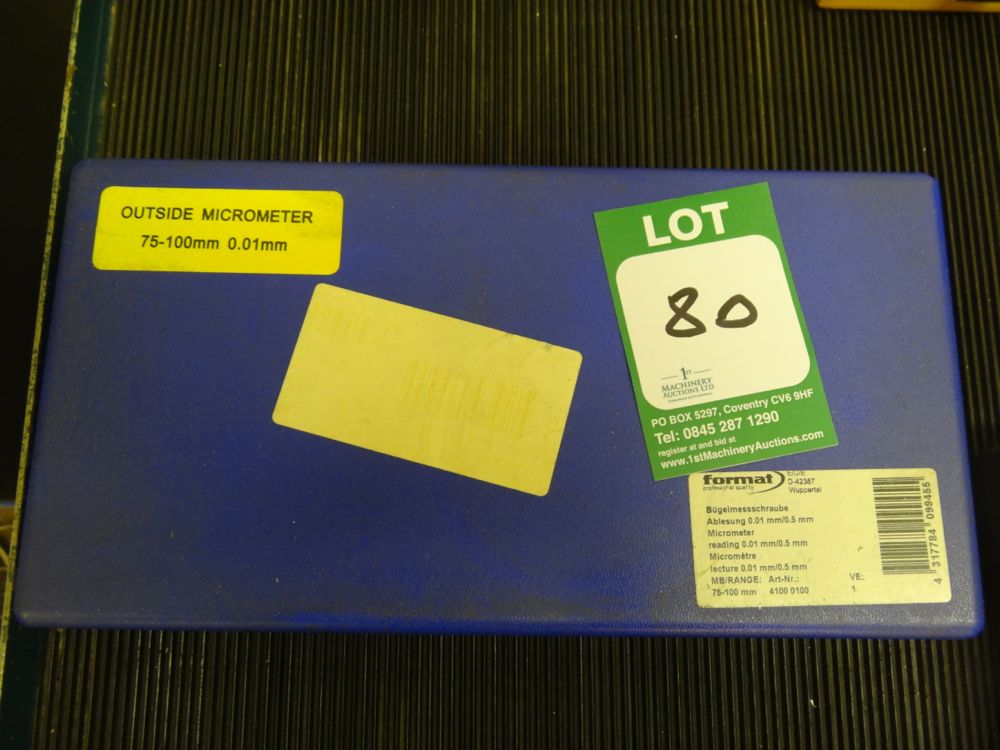 OUTSIDE MICROMETER
75-100mm 0.01mm
LOT
80
1ST
MACHINERY
AUCTIONS LTD
PO BOX 5297, Coventry CV6 9HF
Tel: 0845 287 1290
register at and bid at
www.1stMachineryAuctions.com
format
professional quality
E/D/E
D-42387
Wuppertal
Bügelmessschraube
Ablesung 0.01 mm/0.5 mm
Micrometer
reading 0.01 mm/0.5 mm
Micromètre
lecture 0.01 mm/0.5 mm
MB/RANGE: Art-Nr.: VE:
75-100 mm 4100 0100 1
4 317784 099455